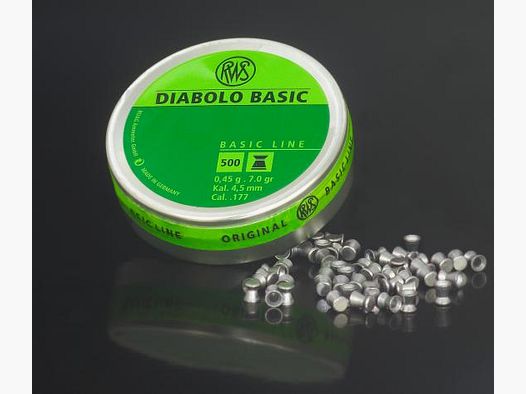 RWS
DIABOLO BASIC
BASIC LINE
500
0,45 g . 7.0 gr
Kal. 4,5 mm
Cal. .177
MADE IN GERMANY
BASIC LINE
ORIGINAL
RWS
BASIC LINE